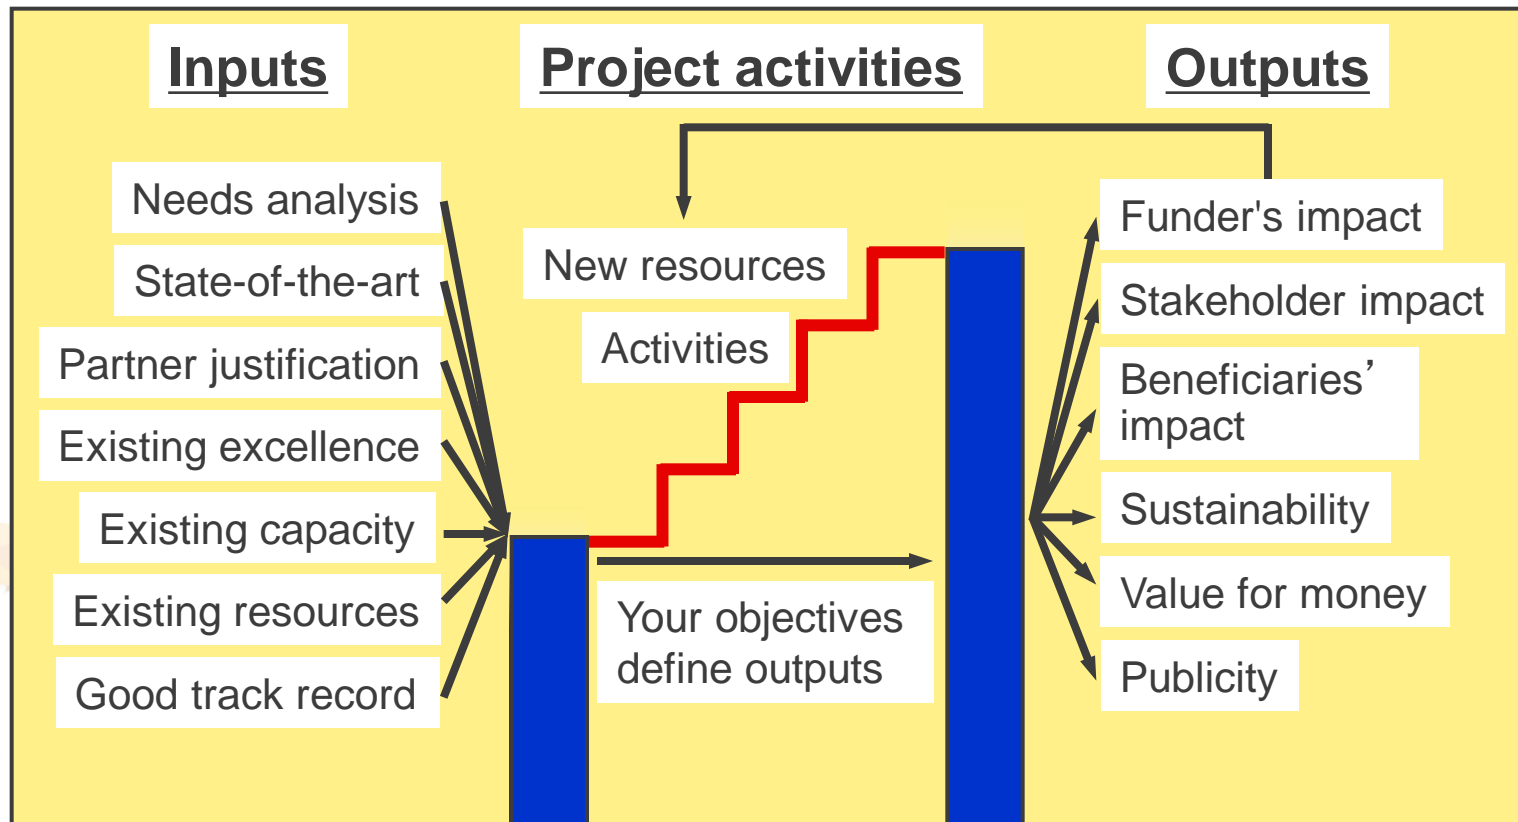 Inputs
Project activities
Outputs
Needs analysis
State-of-the-art
Partner justification
Existing excellence
Existing capacity
Existing resources
Good track record
New resources
Activities
Your objectives
define outputs
Funder's impact
Stakeholder impact
Beneficiaries’
impact
Sustainability
Value for money
Publicity